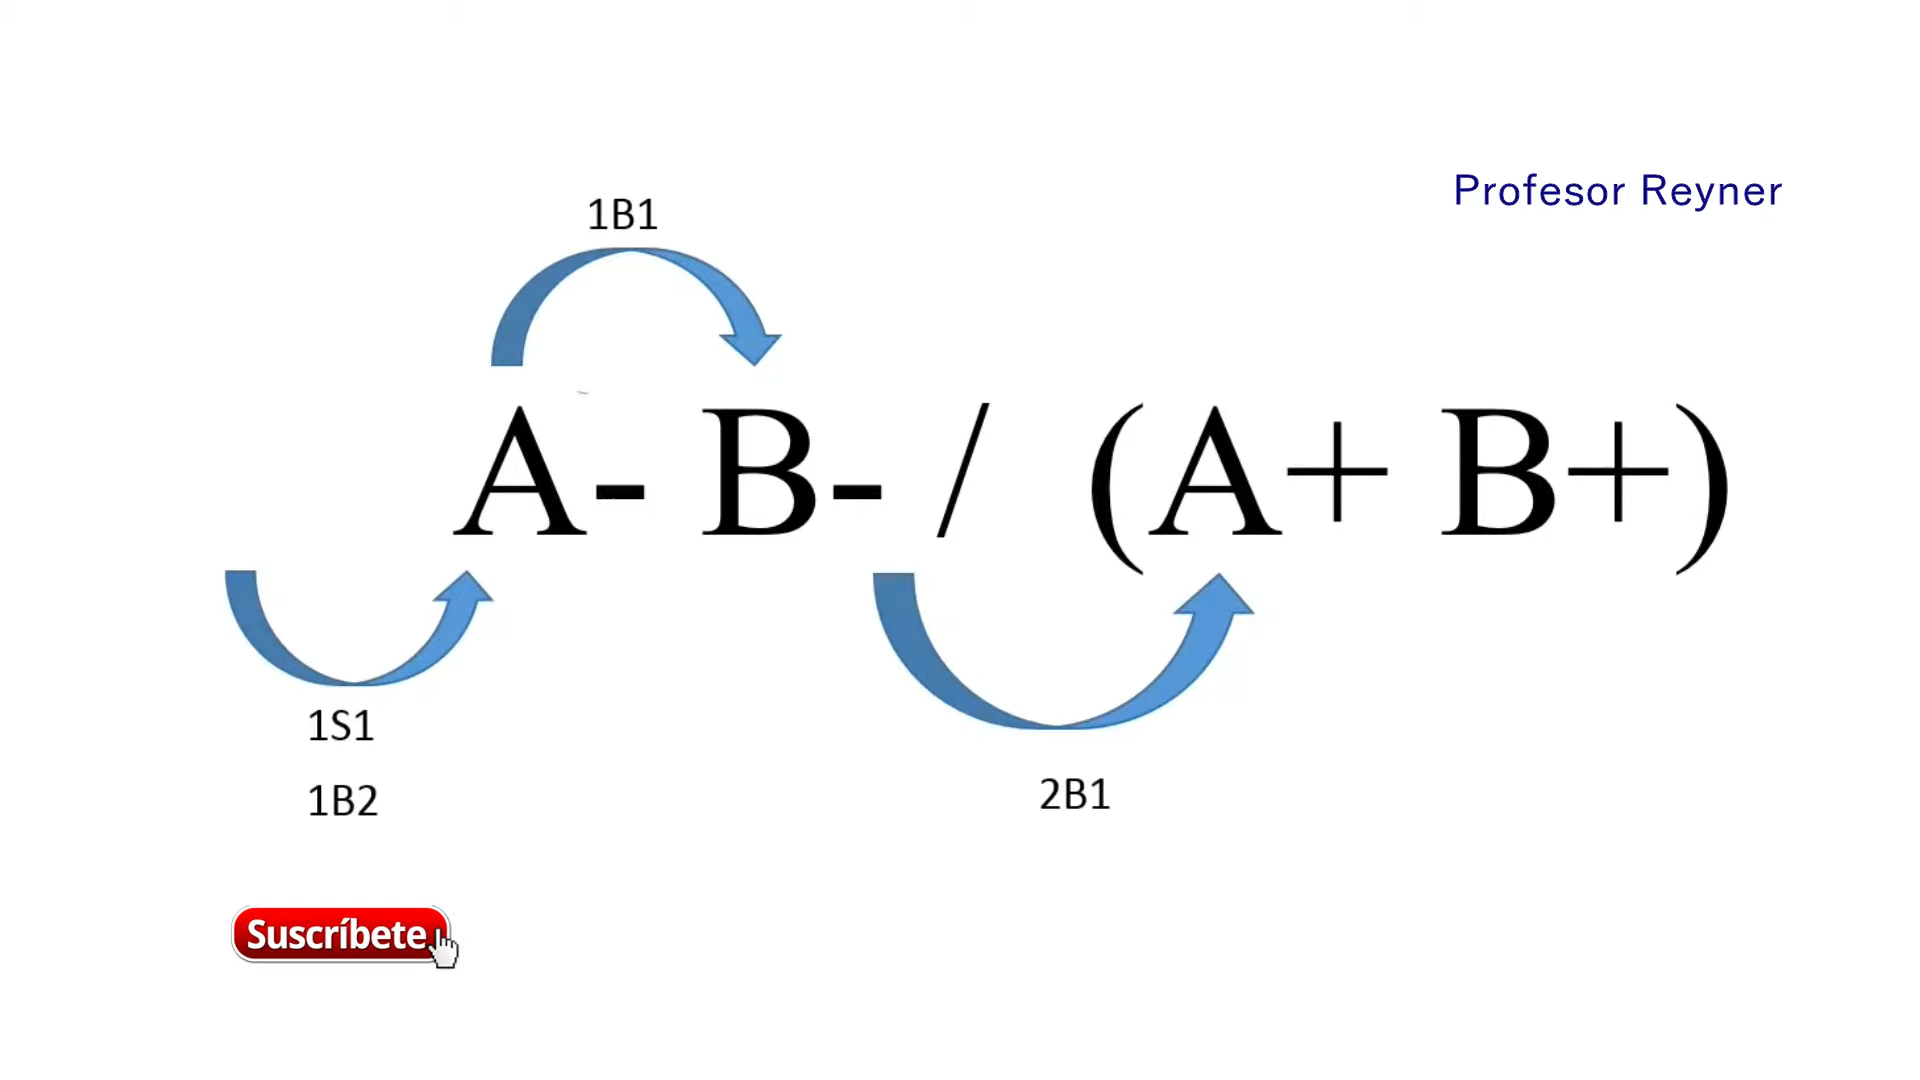 Profesor Reyner
1B1
A- B- / (A+ B+)
1S1
1B2
2B1
Suscríbete